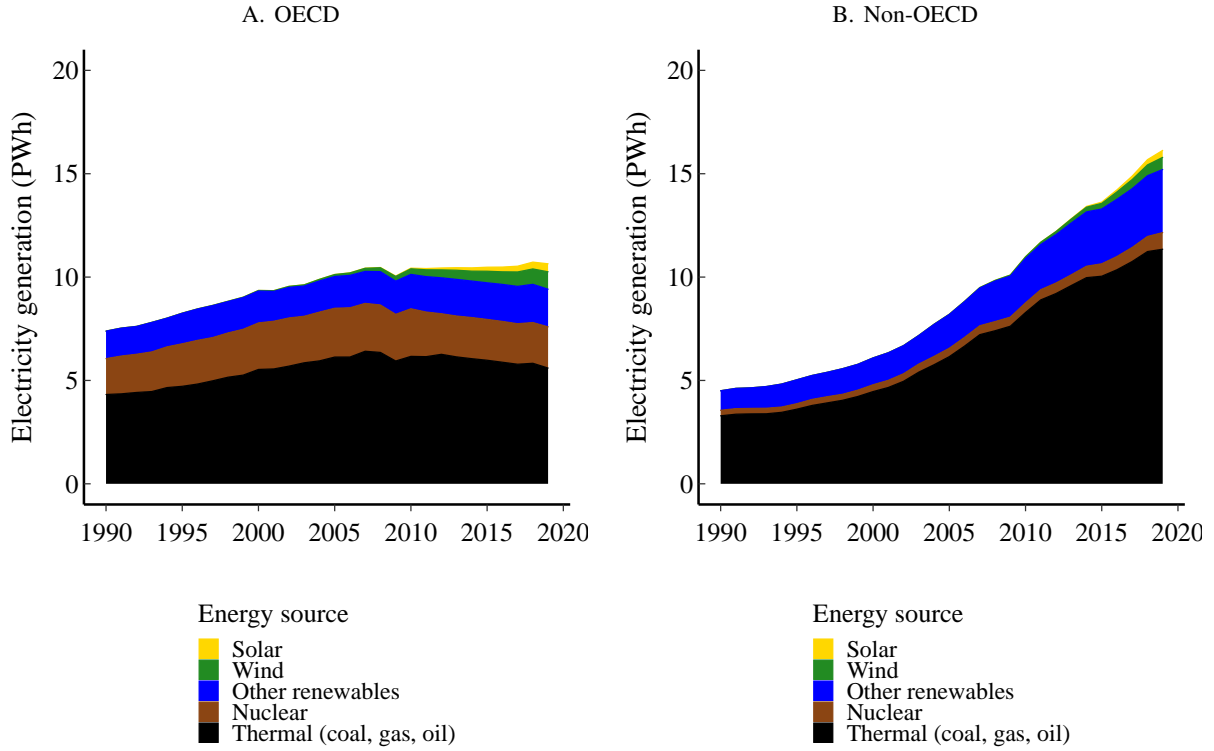 A. OECD
Electricity generation (PWh)
20
15
10
5
0
1990 1995 2000 2005 2010 2015 2020
Energy source
Solar
Wind
Other renewables
Nuclear
Thermal (coal, gas, oil)
B. Non-OECD
Electricity generation (PWh)
20
15
10
5
0
1990 1995 2000 2005 2010 2015 2020
Energy source
Solar
Wind
Other renewables
Nuclear
Thermal (coal, gas, oil)